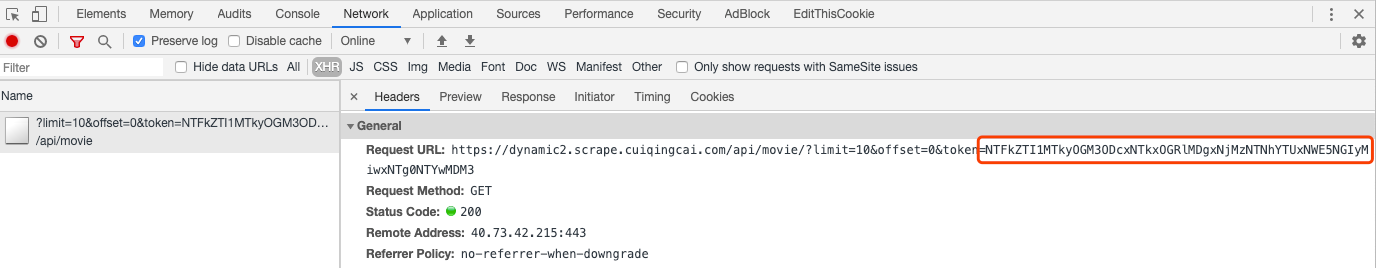 Elements Memory Audits Console Network Application Sources Performance Security AdBlock EditThisCookie
Preserve log Disable cache Online
Filter Hide data URLs All XHR JS CSS Img Media Font Doc WS Manifest Other Only show requests with SameSite issues
Name Headers Preview Response Initiator Timing Cookies
?limit=10&offset=0&token=NTFkZTI1MTkyOGM3OD...
/api/movie
General
Request URL: https://dynamic2.scrape.cuiqingcai.com/api/movie/?limit=10&offset=0&token=NTFkZTI1MTkyOGM3ODcxNTkxOGRlMDgxNjMzNTNhYTUxNWE5NGIyM
iwxNTg0NTYwMDM3
Request Method: GET
Status Code: 200
Remote Address: 40.73.42.215:443
Referrer Policy: no-referrer-when-downgrade